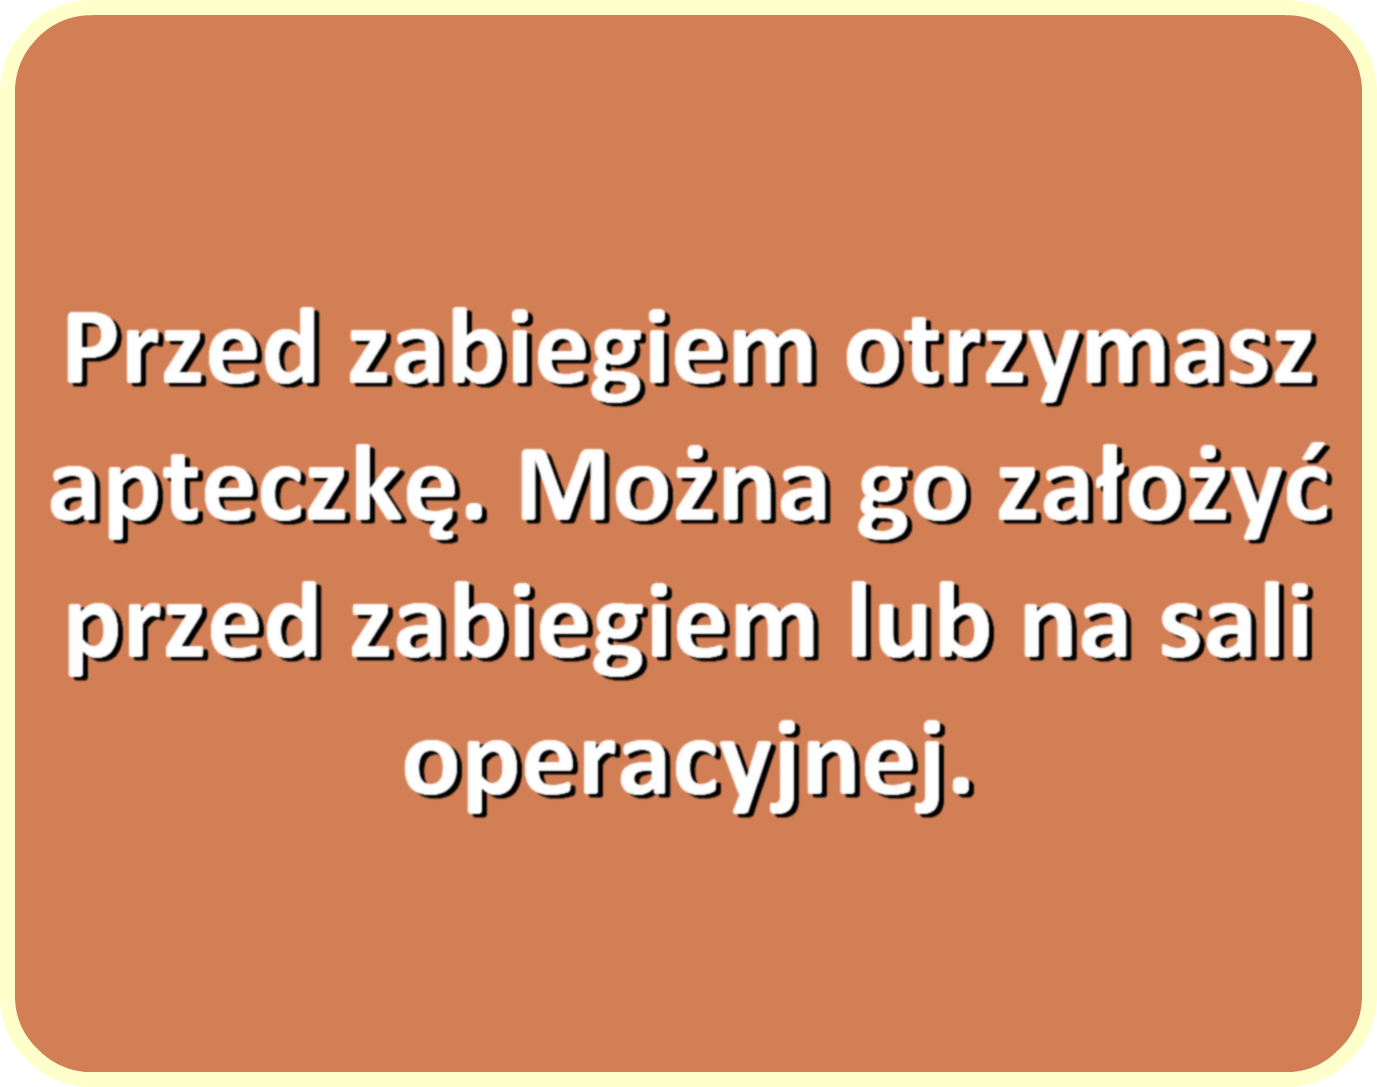 Przed zabiegiem otrzymasz
apteczkę. Można go założyć
przed zabiegiem lub na sali
operacyjnej.